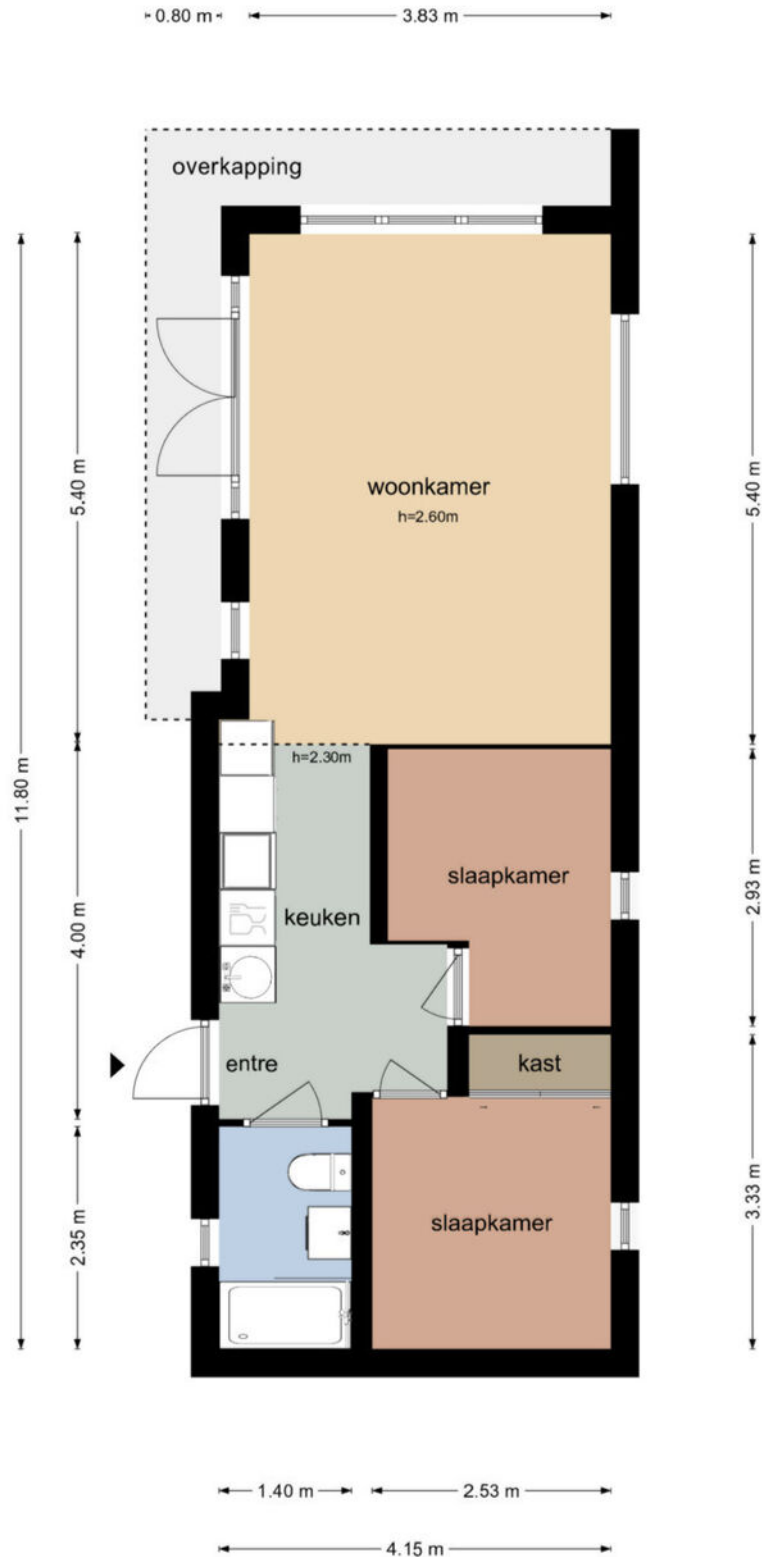 0.80 m
3.83 m
overkapping
woonkamer
h=2.60m
5.40 m
5.40 m
11.80 m
h=2.30m
slaapkamer
keuken
4.00 m
2.93 m
entre
kast
slaapkamer
2.35 m
3.33 m
1.40 m
2.53 m
4.15 m